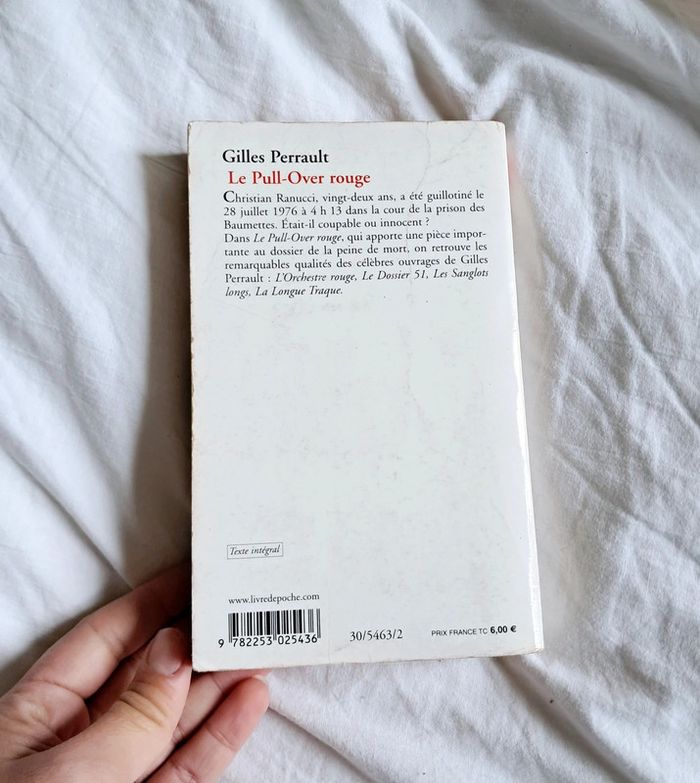 Gilles Perrault
Le Pull-Over rouge
Christian Ranucci, vingt-deux ans, a été guillotiné le
28 juillet 1976 à 4 h 13 dans la cour de la prison des
Baumettes. Était-il coupable ou innocent ?
Dans Le Pull-Over rouge, qui apporte une pièce impor-
tante au dossier de la peine de mort, on retrouve les
remarquables qualités des célèbres ouvrages de Gilles
Perrault : L'Orchestre rouge, Le Dossier 51, Les Sanglots
longs, La Longue Traque.
Texte intégral
www.livredepoche.com
9 782253 025436
30/5463/2
PRIX FRANCE TC 6,00 €